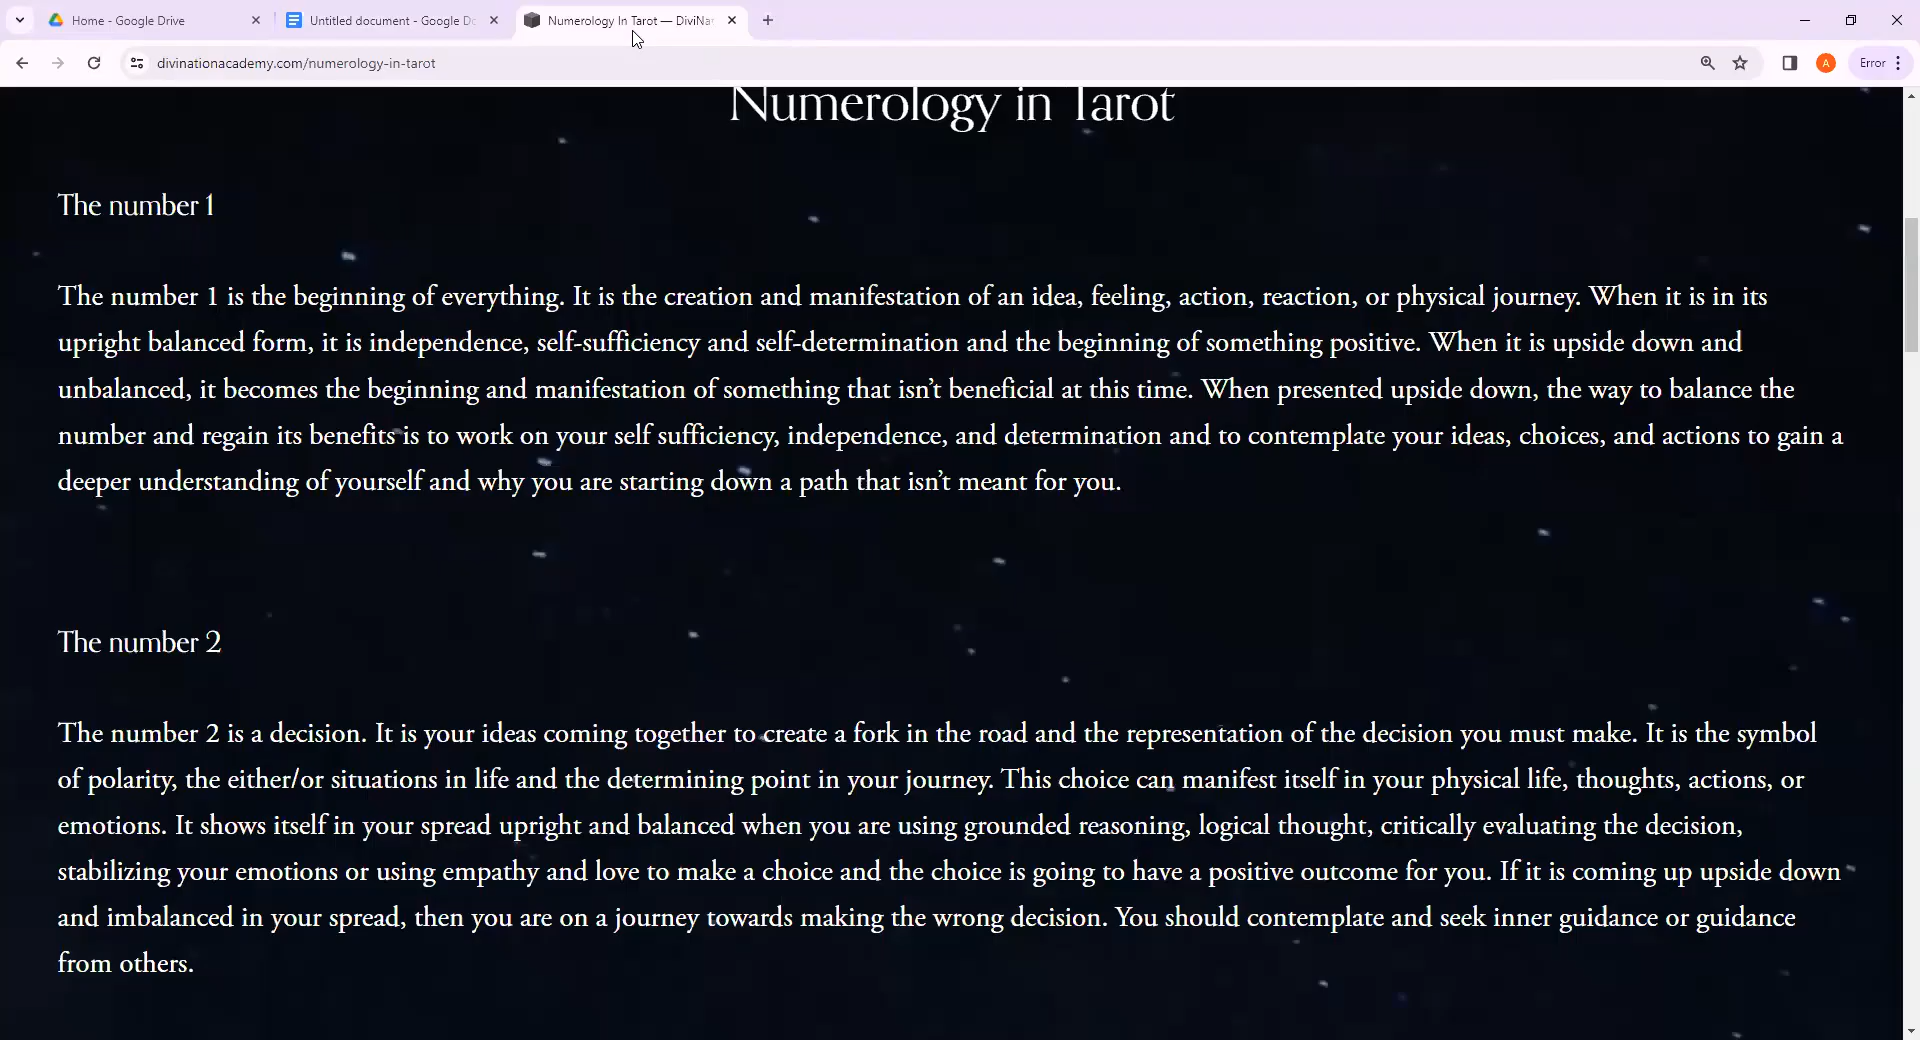 Home - Google Drive
Untitled document - Google Do
Numerology In Tarot — DiviNa
divinationacademy.com/numerology-in-tarot
A
Error
Numerology in Tarot
The number 1
The number 1 is the beginning of everything. It is the creation and manifestation of an idea, feeling, action, reaction, or physical journey. When it is in its
upright balanced form, it is independence, self-sufficiency and self-determination and the beginning of something positive. When it is upside down and
unbalanced, it becomes the beginning and manifestation of something that isn’t beneficial at this time. When presented upside down, the way to balance the
number and regain its benefits is to work on your self sufficiency, independence, and determination and to contemplate your ideas, choices, and actions to gain a
deeper understanding of yourself and why you are starting down a path that isn’t meant for you.
The number 2
The number 2 is a decision. It is your ideas coming together to create a fork in the road and the representation of the decision you must make. It is the symbol
of polarity, the either/or situations in life and the determining point in your journey. This choice can manifest itself in your physical life, thoughts, actions, or
emotions. It shows itself in your spread upright and balanced when you are using grounded reasoning, logical thought, critically evaluating the decision,
stabilizing your emotions or using empathy and love to make a choice and the choice is going to have a positive outcome for you. If it is coming up upside down
and imbalanced in your spread, then you are on a journey towards making the wrong decision. You should contemplate and seek inner guidance or guidance
from others.